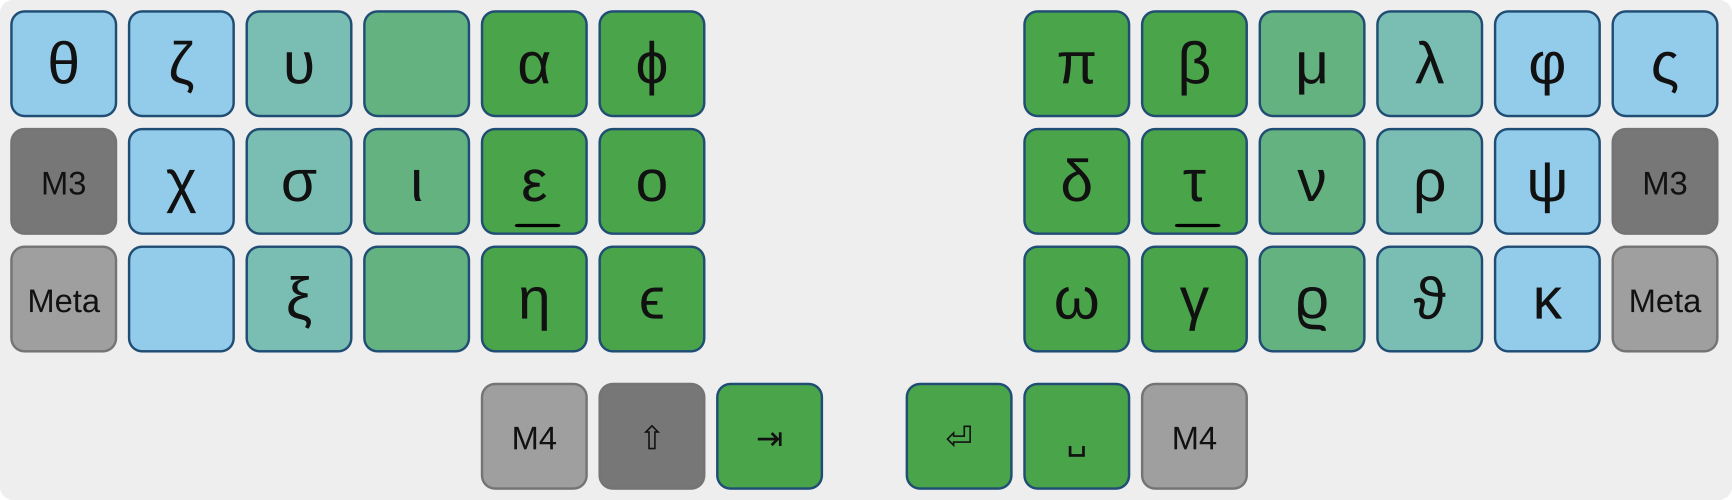 θ ζ υ α ϕ π β μ λ φ ς
M3 χ σ ι ε ο δ τ ν ρ ψ M3
Meta ξ η ϵ ω γ ϱ ϑ κ Meta
M4 ⇧ ⇥ ⏎ ␣ M4